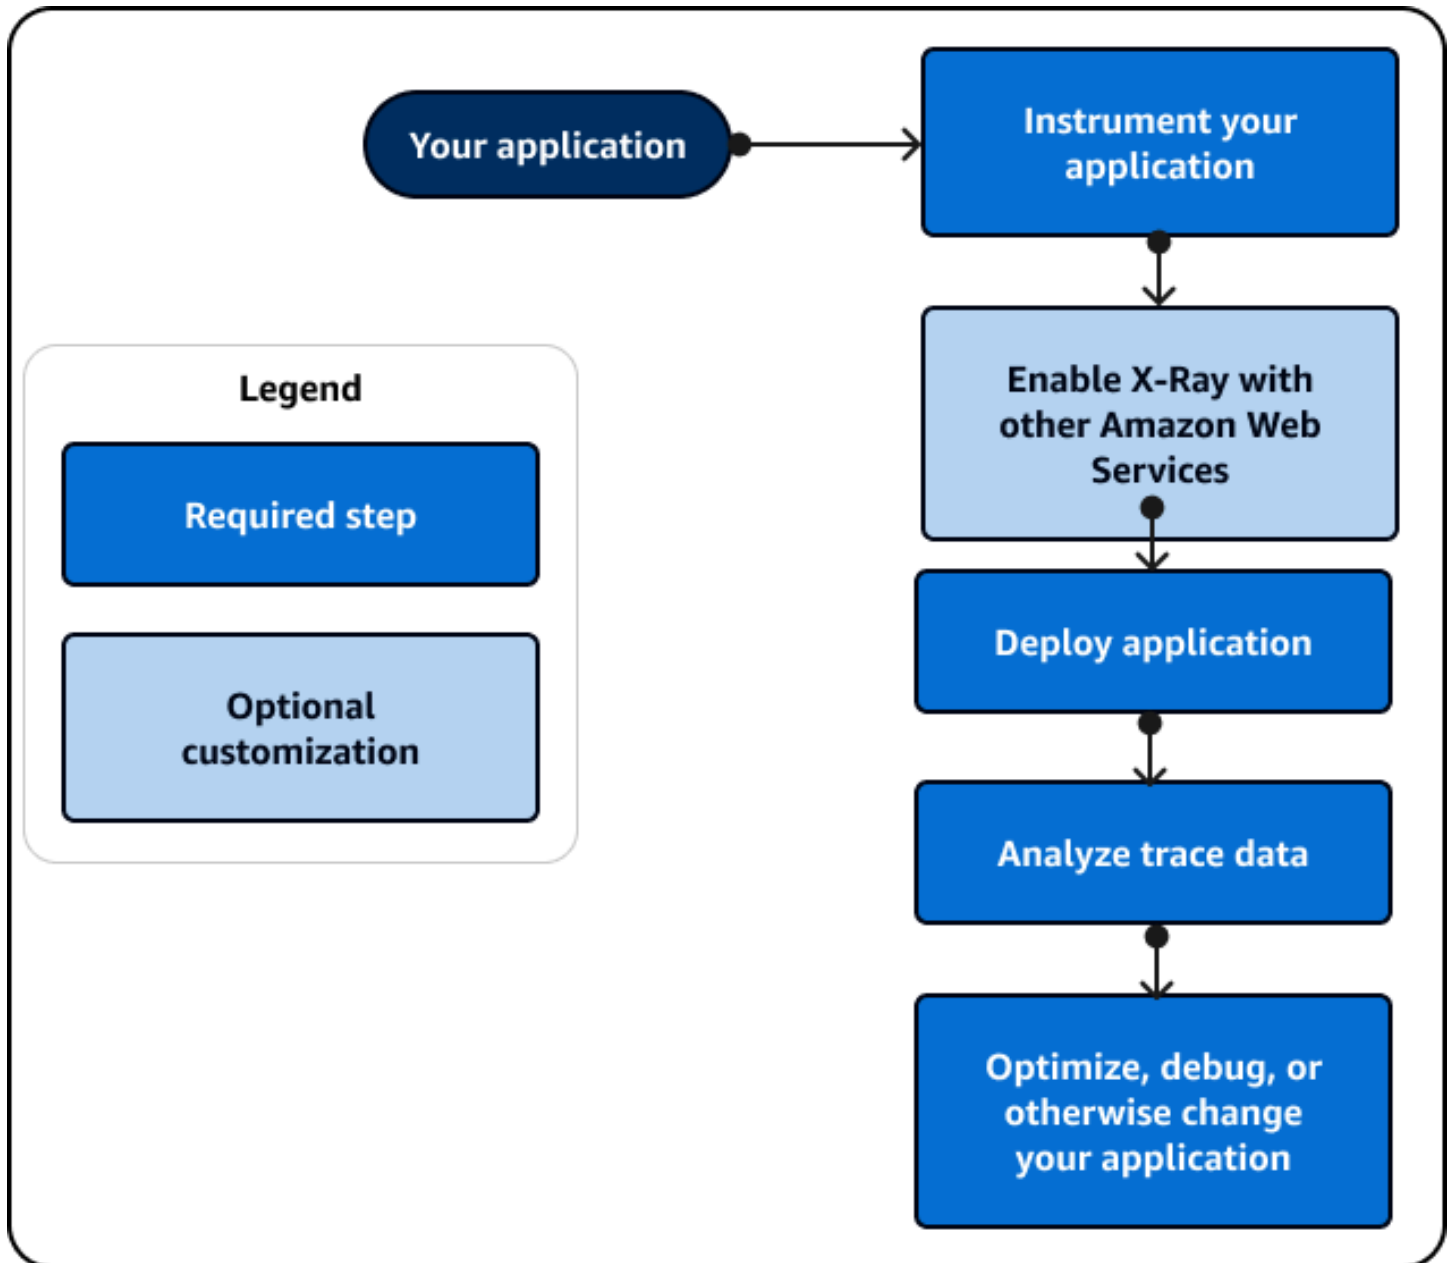 Your application
Instrument your
application
Enable X-Ray with
other Amazon Web
Services
Legend
Required step
Optional
customization
Deploy application
Analyze trace data
Optimize, debug, or
otherwise change
your application